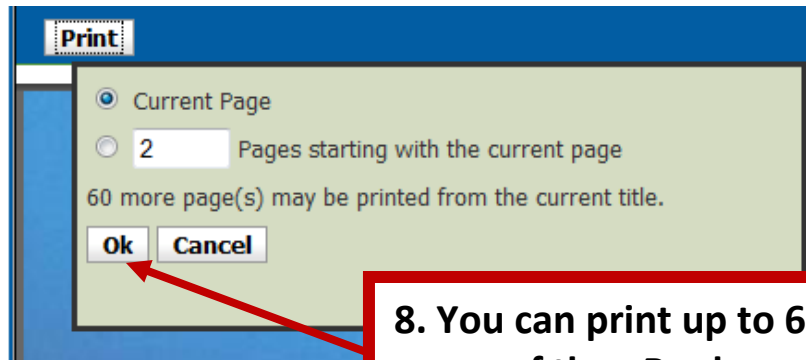 Print
Current Page
2 Pages starting with the current page
60 more page(s) may be printed from the current title.
Ok Cancel
8. You can print up to 6